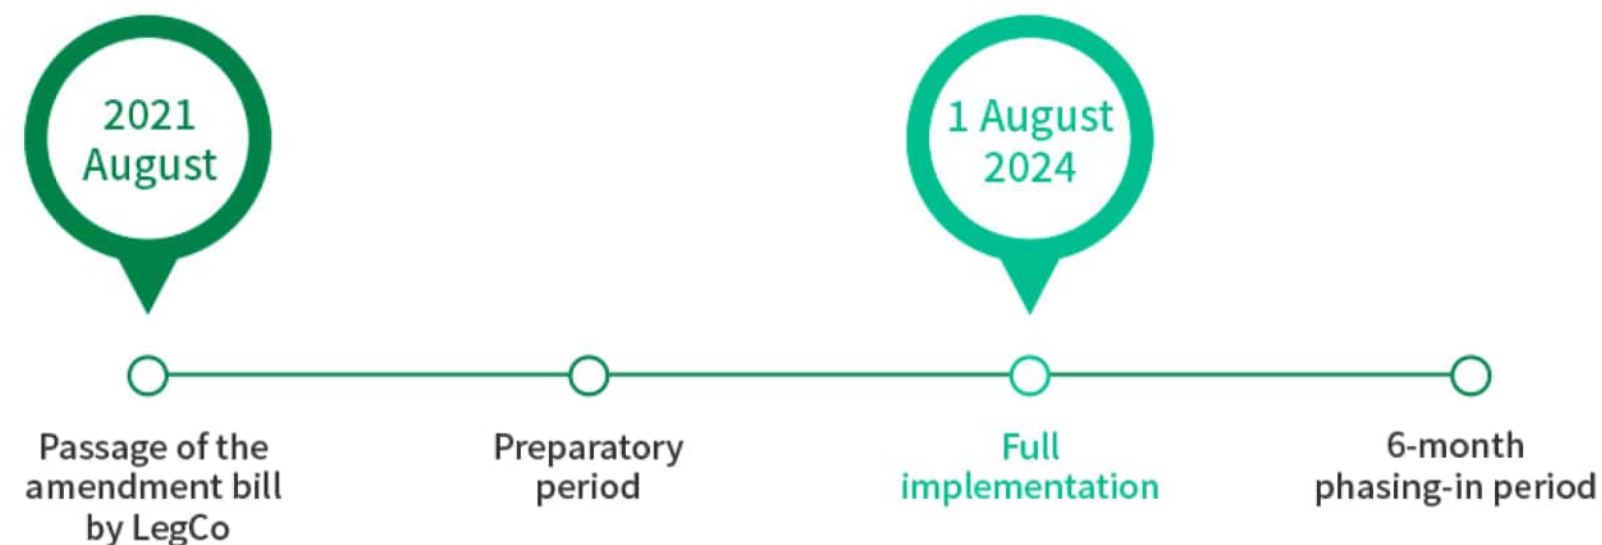 2021
August
1 August
2024
Passage of the
amendment bill
by LegCo
Preparatory
period
Full
implementation
6-month
phasing-in period